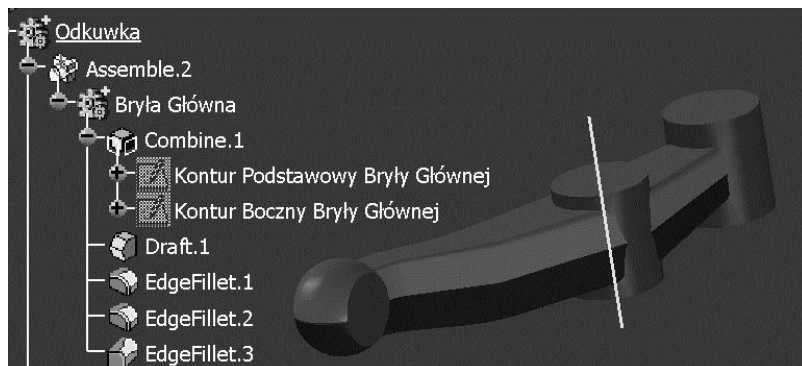 Odkuwka
Assemble.2
Bryła Główna
Combine.1
Kontur Podstawowy Bryły Głównej
Kontur Boczny Bryły Głównej
Draft.1
EdgeFillet.1
EdgeFillet.2
EdgeFillet.3